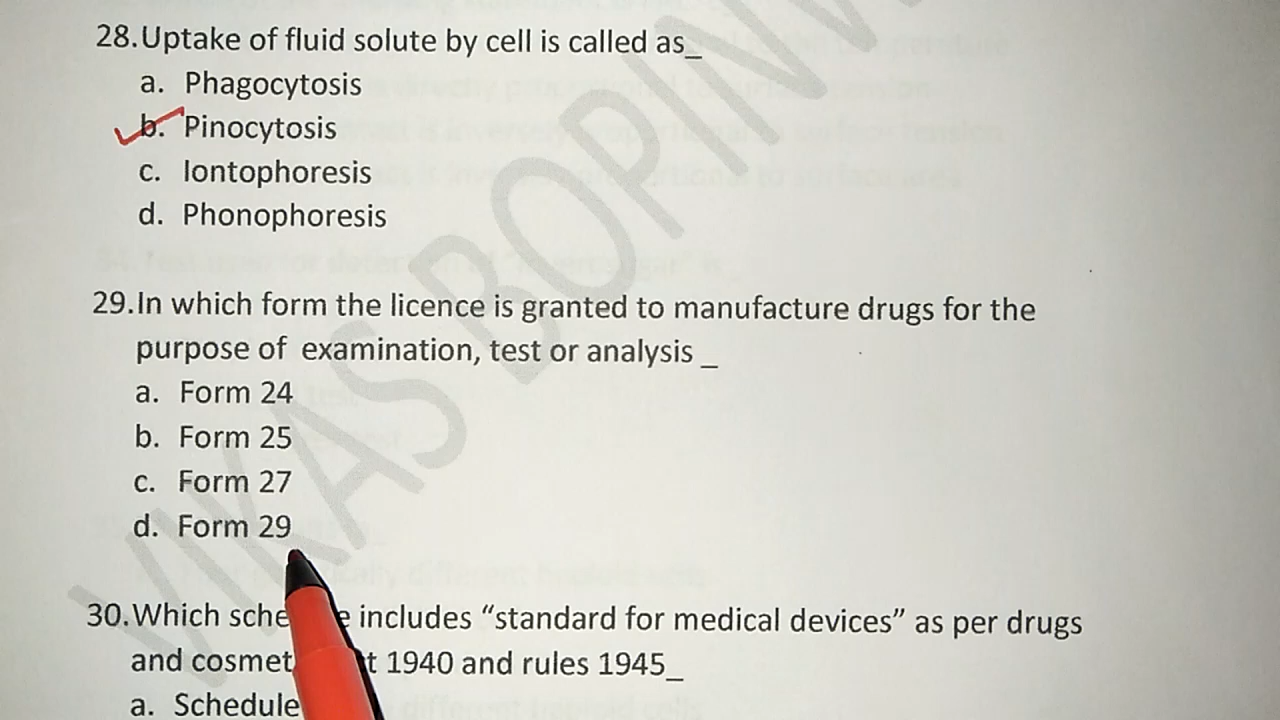 28.Uptake of fluid solute by cell is called as_
a. Phagocytosis
b. Pinocytosis
c. Iontophoresis
d. Phonophoresis
29.In which form the licence is granted to manufacture drugs for the
purpose of examination, test or analysis _
a. Form 24
b. Form 25
c. Form 27
d. Form 29
30.Which includes “standard for medical devices” as per drugs
and 1940 and rules 1945_
a. Schedule
VIKAS BOPIN